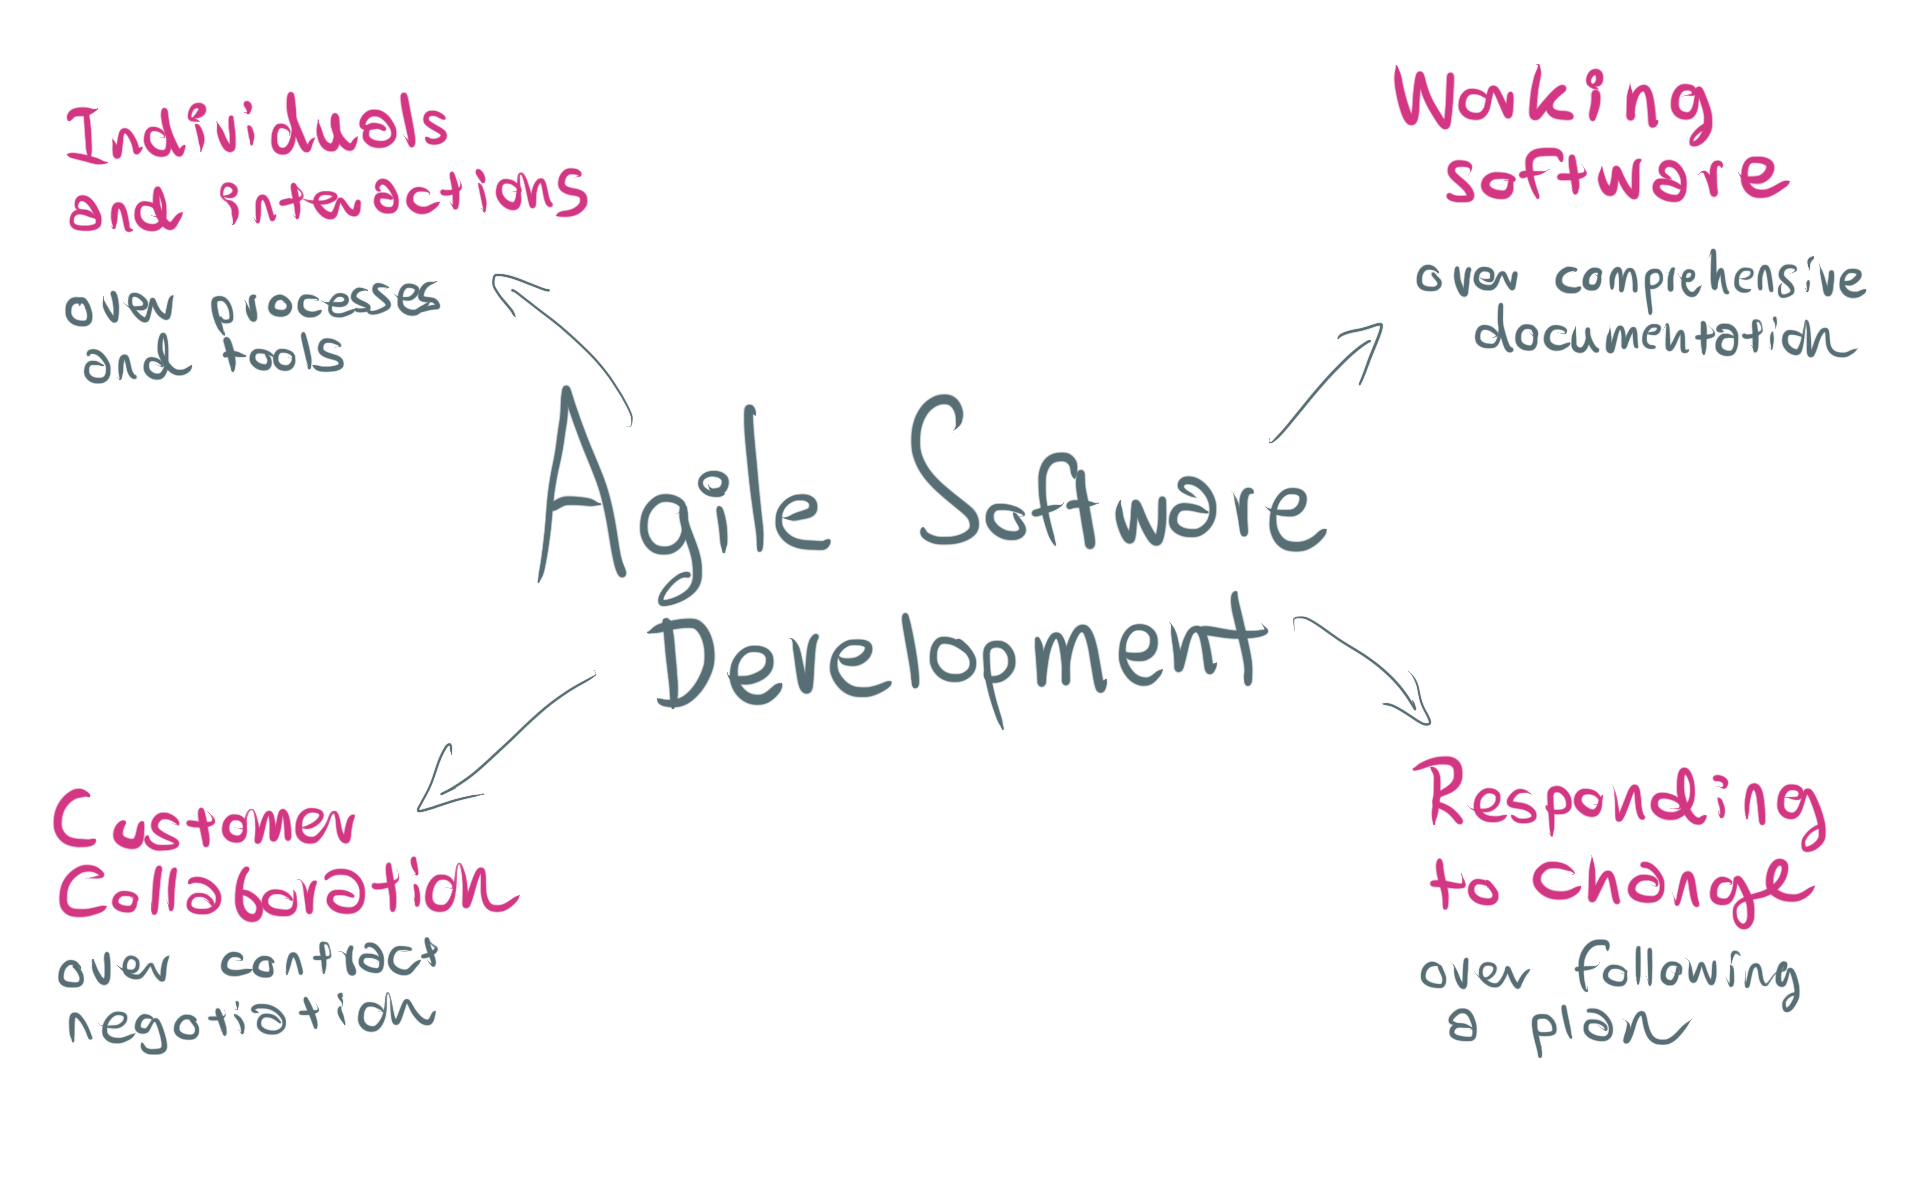 Individuals
and interactions
over processes
and tools
Working
software
over comprehensive
documentation
Agile Software
Development
Customer
Collaboration
over contract
negotiation
Responding
to change
over following
a plan